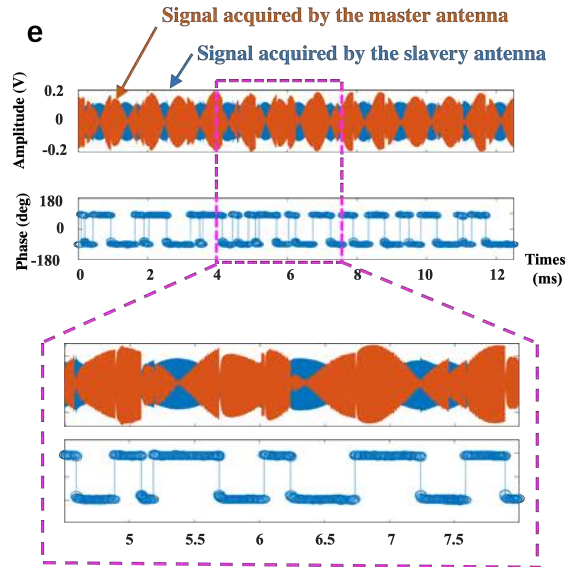 e
Signal acquired by the master antenna
Signal acquired by the slavery antenna
Amplitude (V)
0.2
0
-0.2
Phase (deg)
180
0
-180
0 2 4 6 8 10 12
Times
(ms)
5 5.5 6 6.5 7 7.5